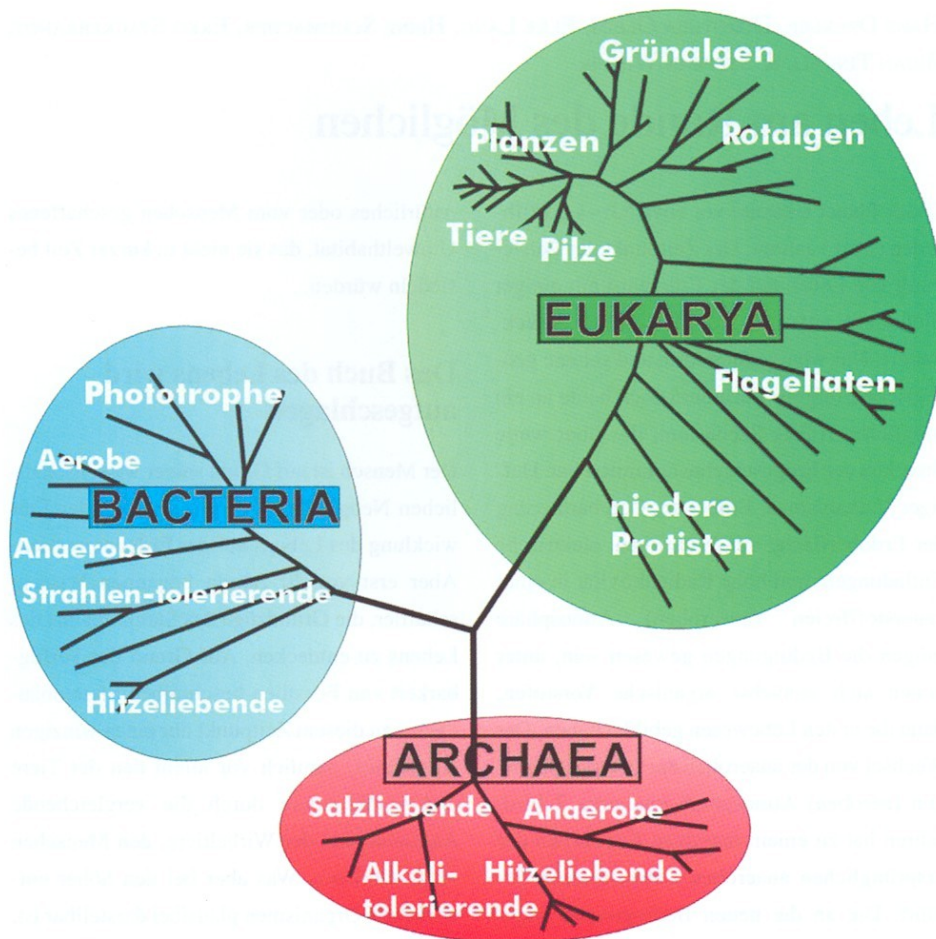 Grünalgen
Planzen
Rotalgen
Tiere
Pilze
EUKARYA
Flagellaten
niedere
Protisten
Phototrophe
Aerobe
BACTERIA
Anaerobe
Strahlen-tolerierende
Hitzeliebende
ARCHAEA
Salzliebende
Anaerobe
Alkali-
tolerierende
Hitzeliebende